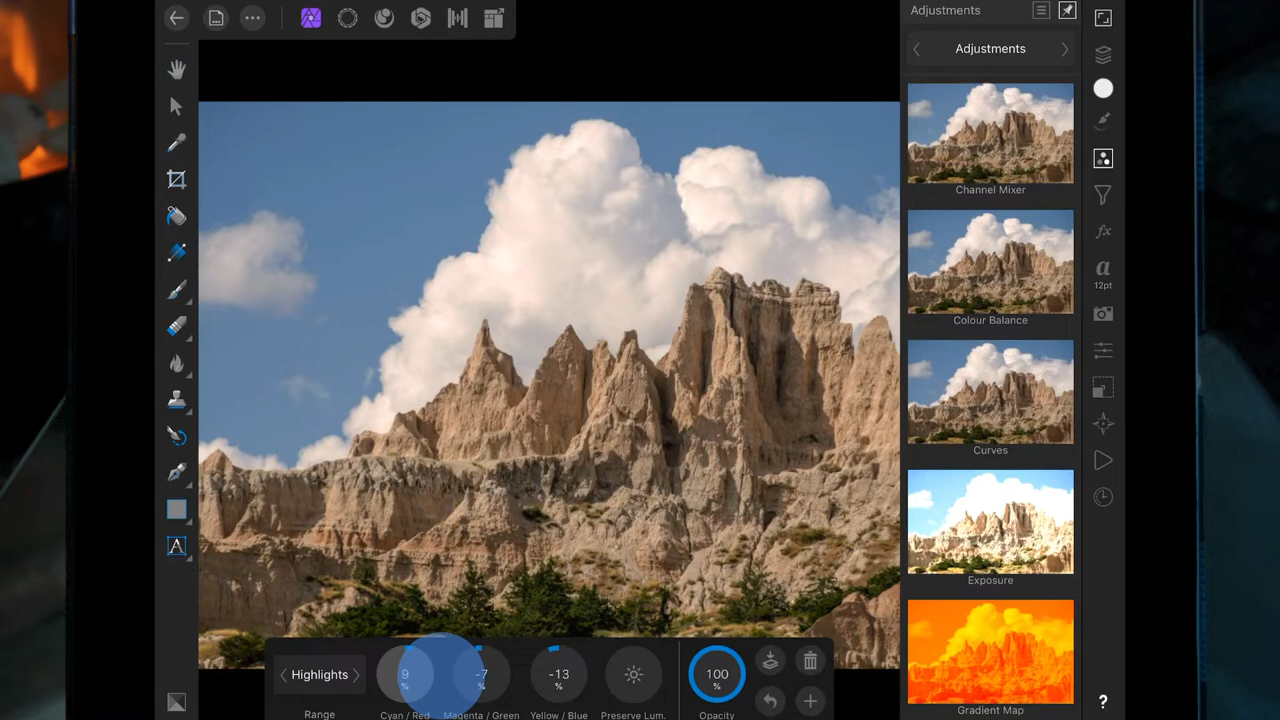 Adjustments
Adjustments
Channel Mixer
Colour Balance
Curves
Exposure
Gradient Map
a
12pt
fx
A
?
Highlights
Range
9
%
Cyan / Red
-7
%
Magenta / Green
-13
%
Yellow / Blue
Preserve Lum.
100
%
Opacity